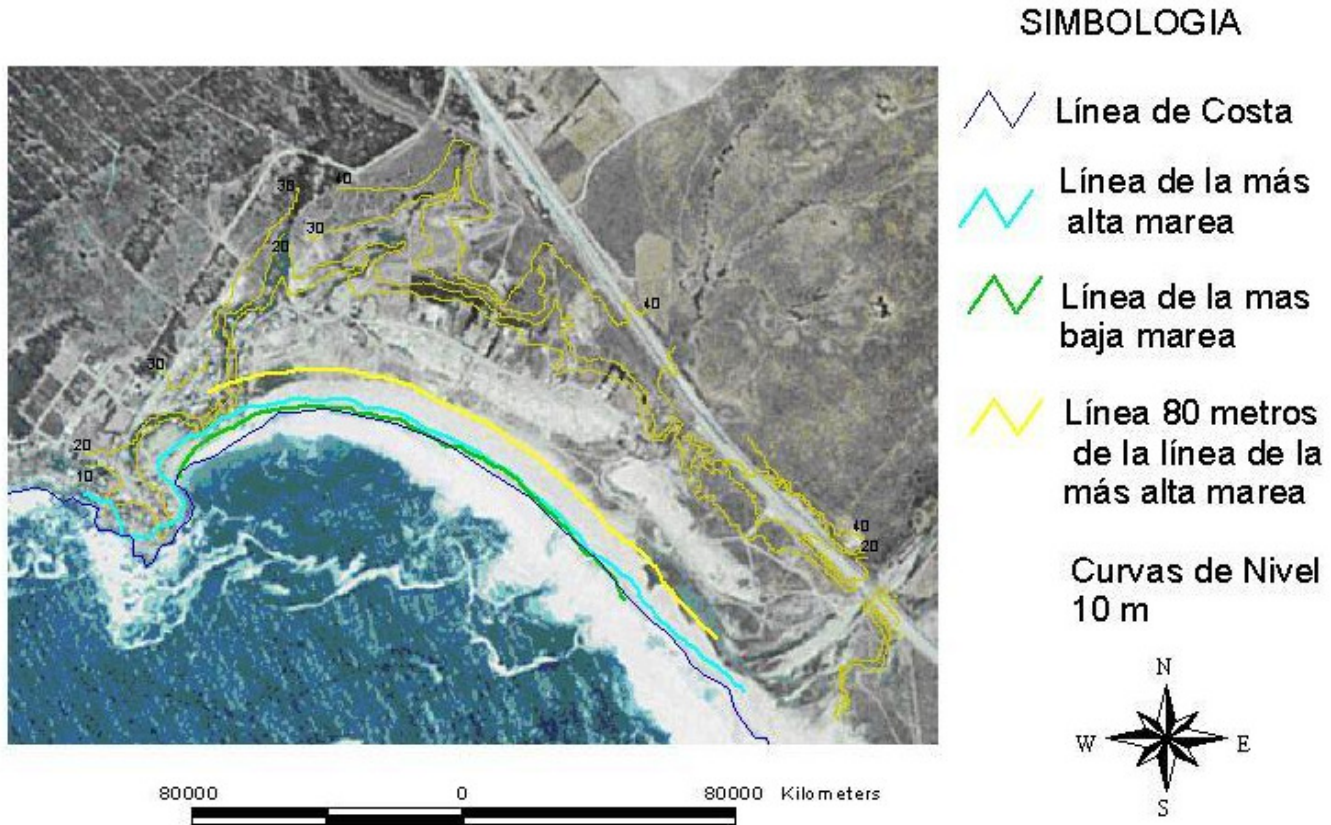 SIMBOLOGIA
Línea de Costa
Línea de la más
alta marea
Línea de la mas
baja marea
Línea 80 metros
de la línea de la
más alta marea
Curvas de Nivel
10 m
N
W
E
S
30
40
30
20
40
30
20
10
40
20
80000
0
80000
Kilometers